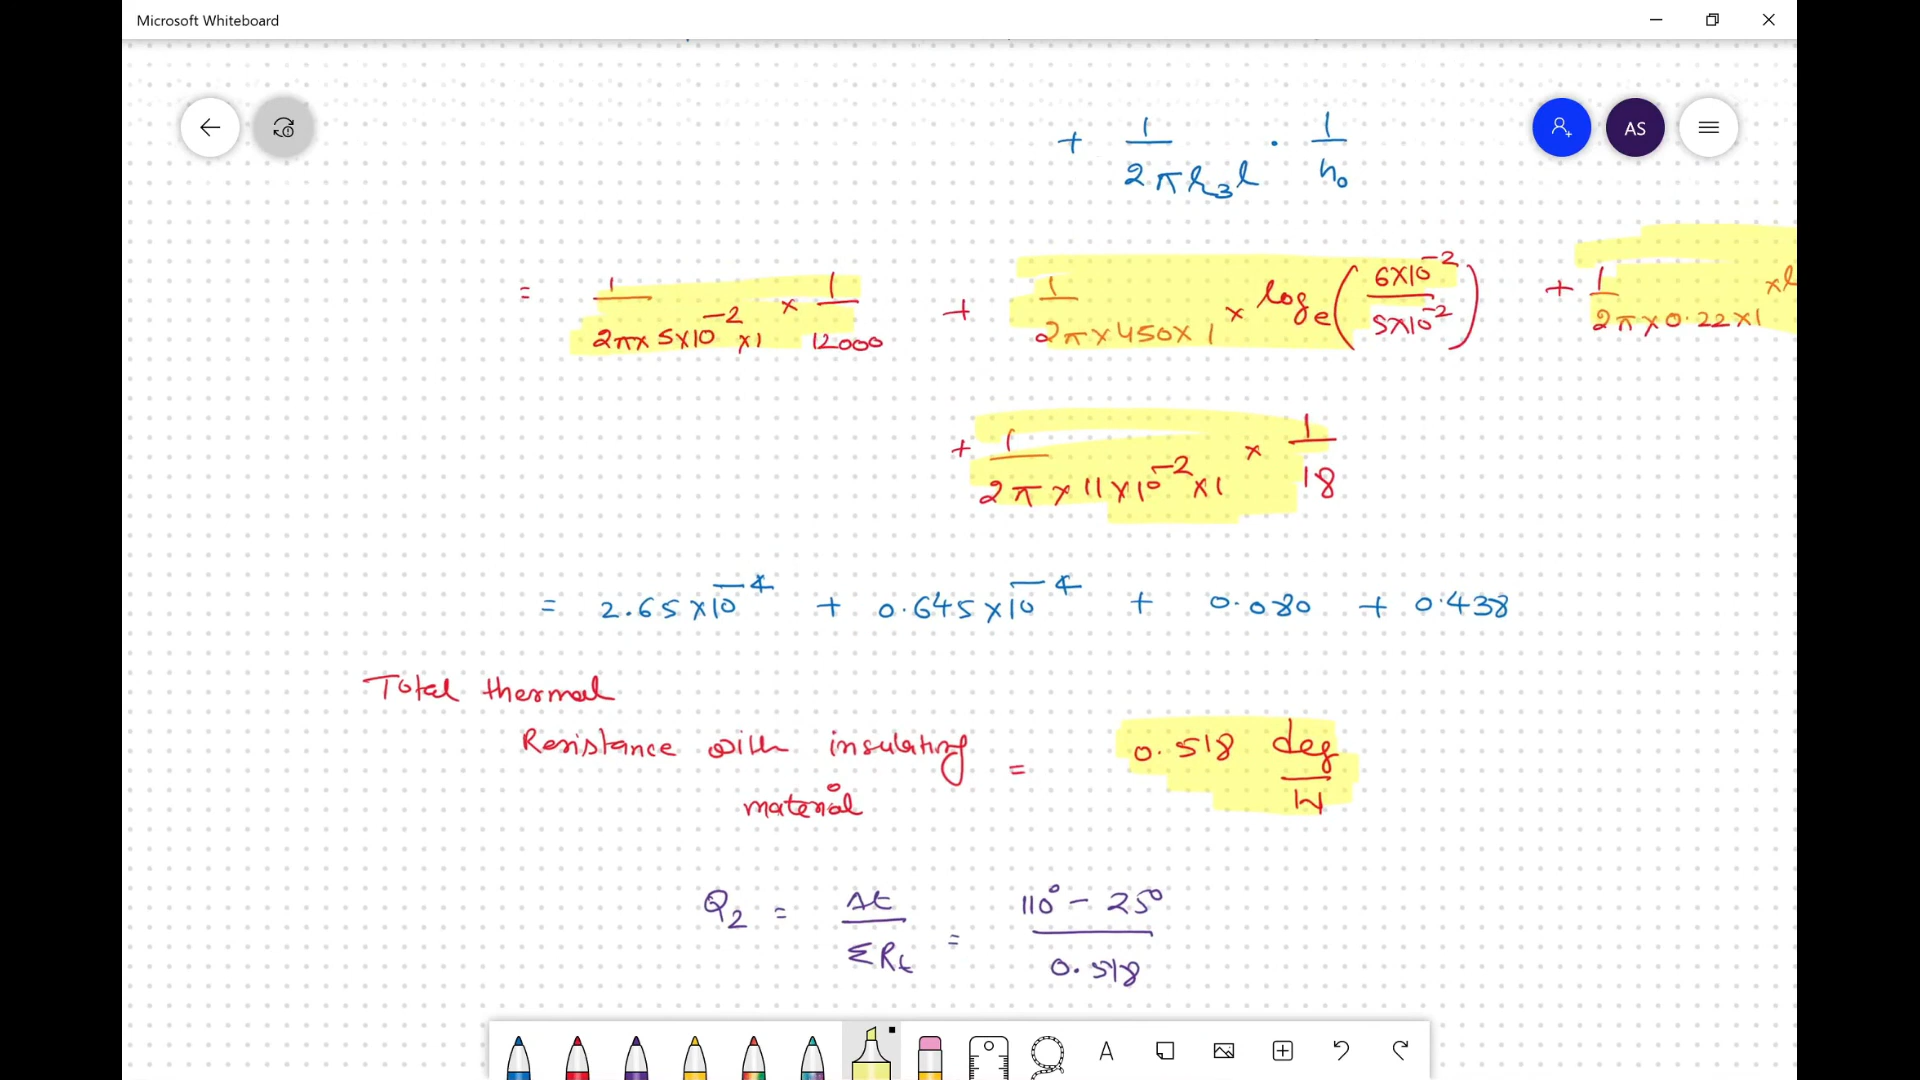 Microsoft Whiteboard
AS
+ 1/(2πr₃l) · 1/h₀
= 1/(2π×5×10⁻²×1) × 1/12000 + 1/(2π×450×1) × logₑ(6×10⁻²/5×10⁻²) + 1/(2π×0.22×1) ×l
+ 1/(2π×11×10⁻²×1) × 1/18
= 2.65×10⁻⁴ + 0.645×10⁻⁴ + 0.080 + 0.438
Total thermal
Resistance with insulating = 0.518 deg/W
material
Q₂ = Δt/ΣRt = 110° - 25°/0.518
A